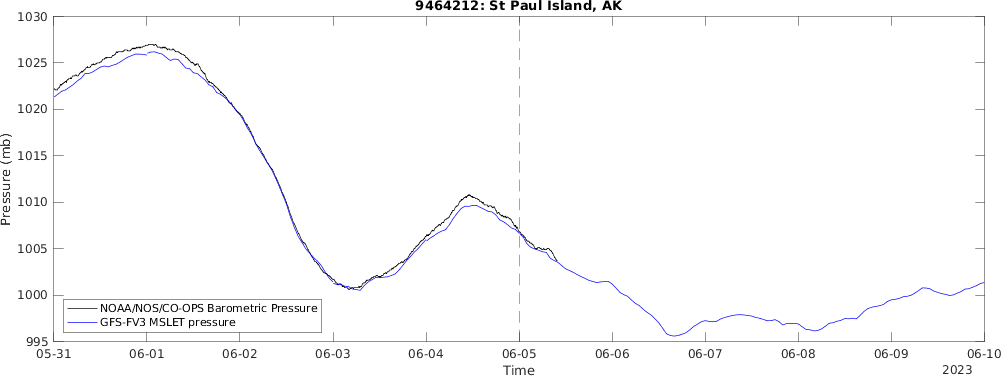 9464212: St Paul Island, AK
1030
1025
1020
1015
1010
1005
1000
995
Pressure (mb)
NOAA/NOS/CO-OPS Barometric Pressure
GFS-FV3 MSLET pressure
05-31 06-01 06-02 06-03 06-04 06-05 06-06 06-07 06-08 06-09 06-10
Time
2023